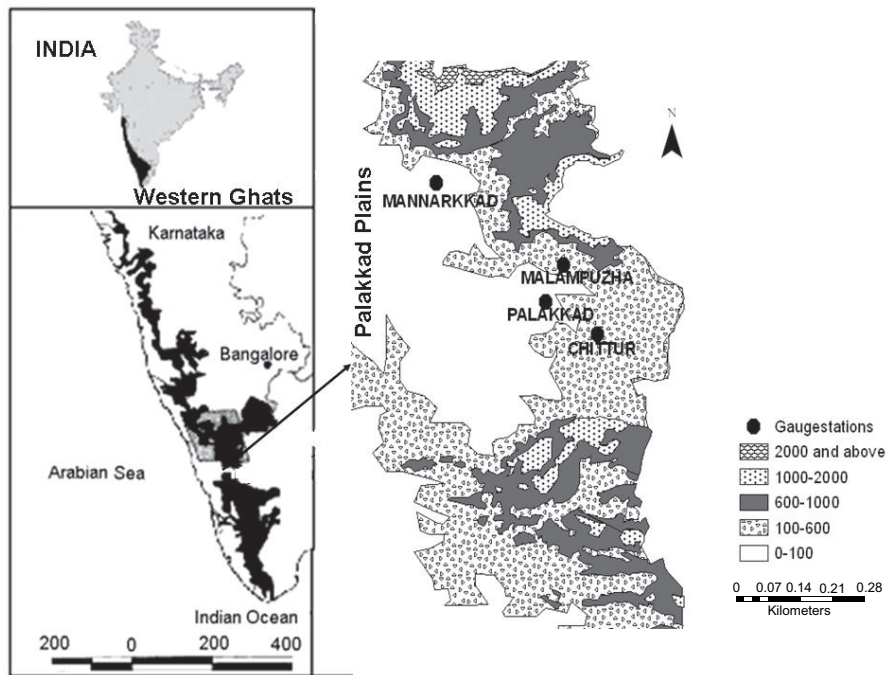 INDIA
Western Ghats
Karnataka
Bangalore
Arabian Sea
Indian Ocean
200 0 200 400
Palakkad Plains
N
MANNARKKAD
MALAMPUZHA
PALAKKAD
CHITTUR
Gaugestations
2000 and above
1000-2000
600-1000
100-600
0-100
0 0.07 0.14 0.21 0.28
Kilometers